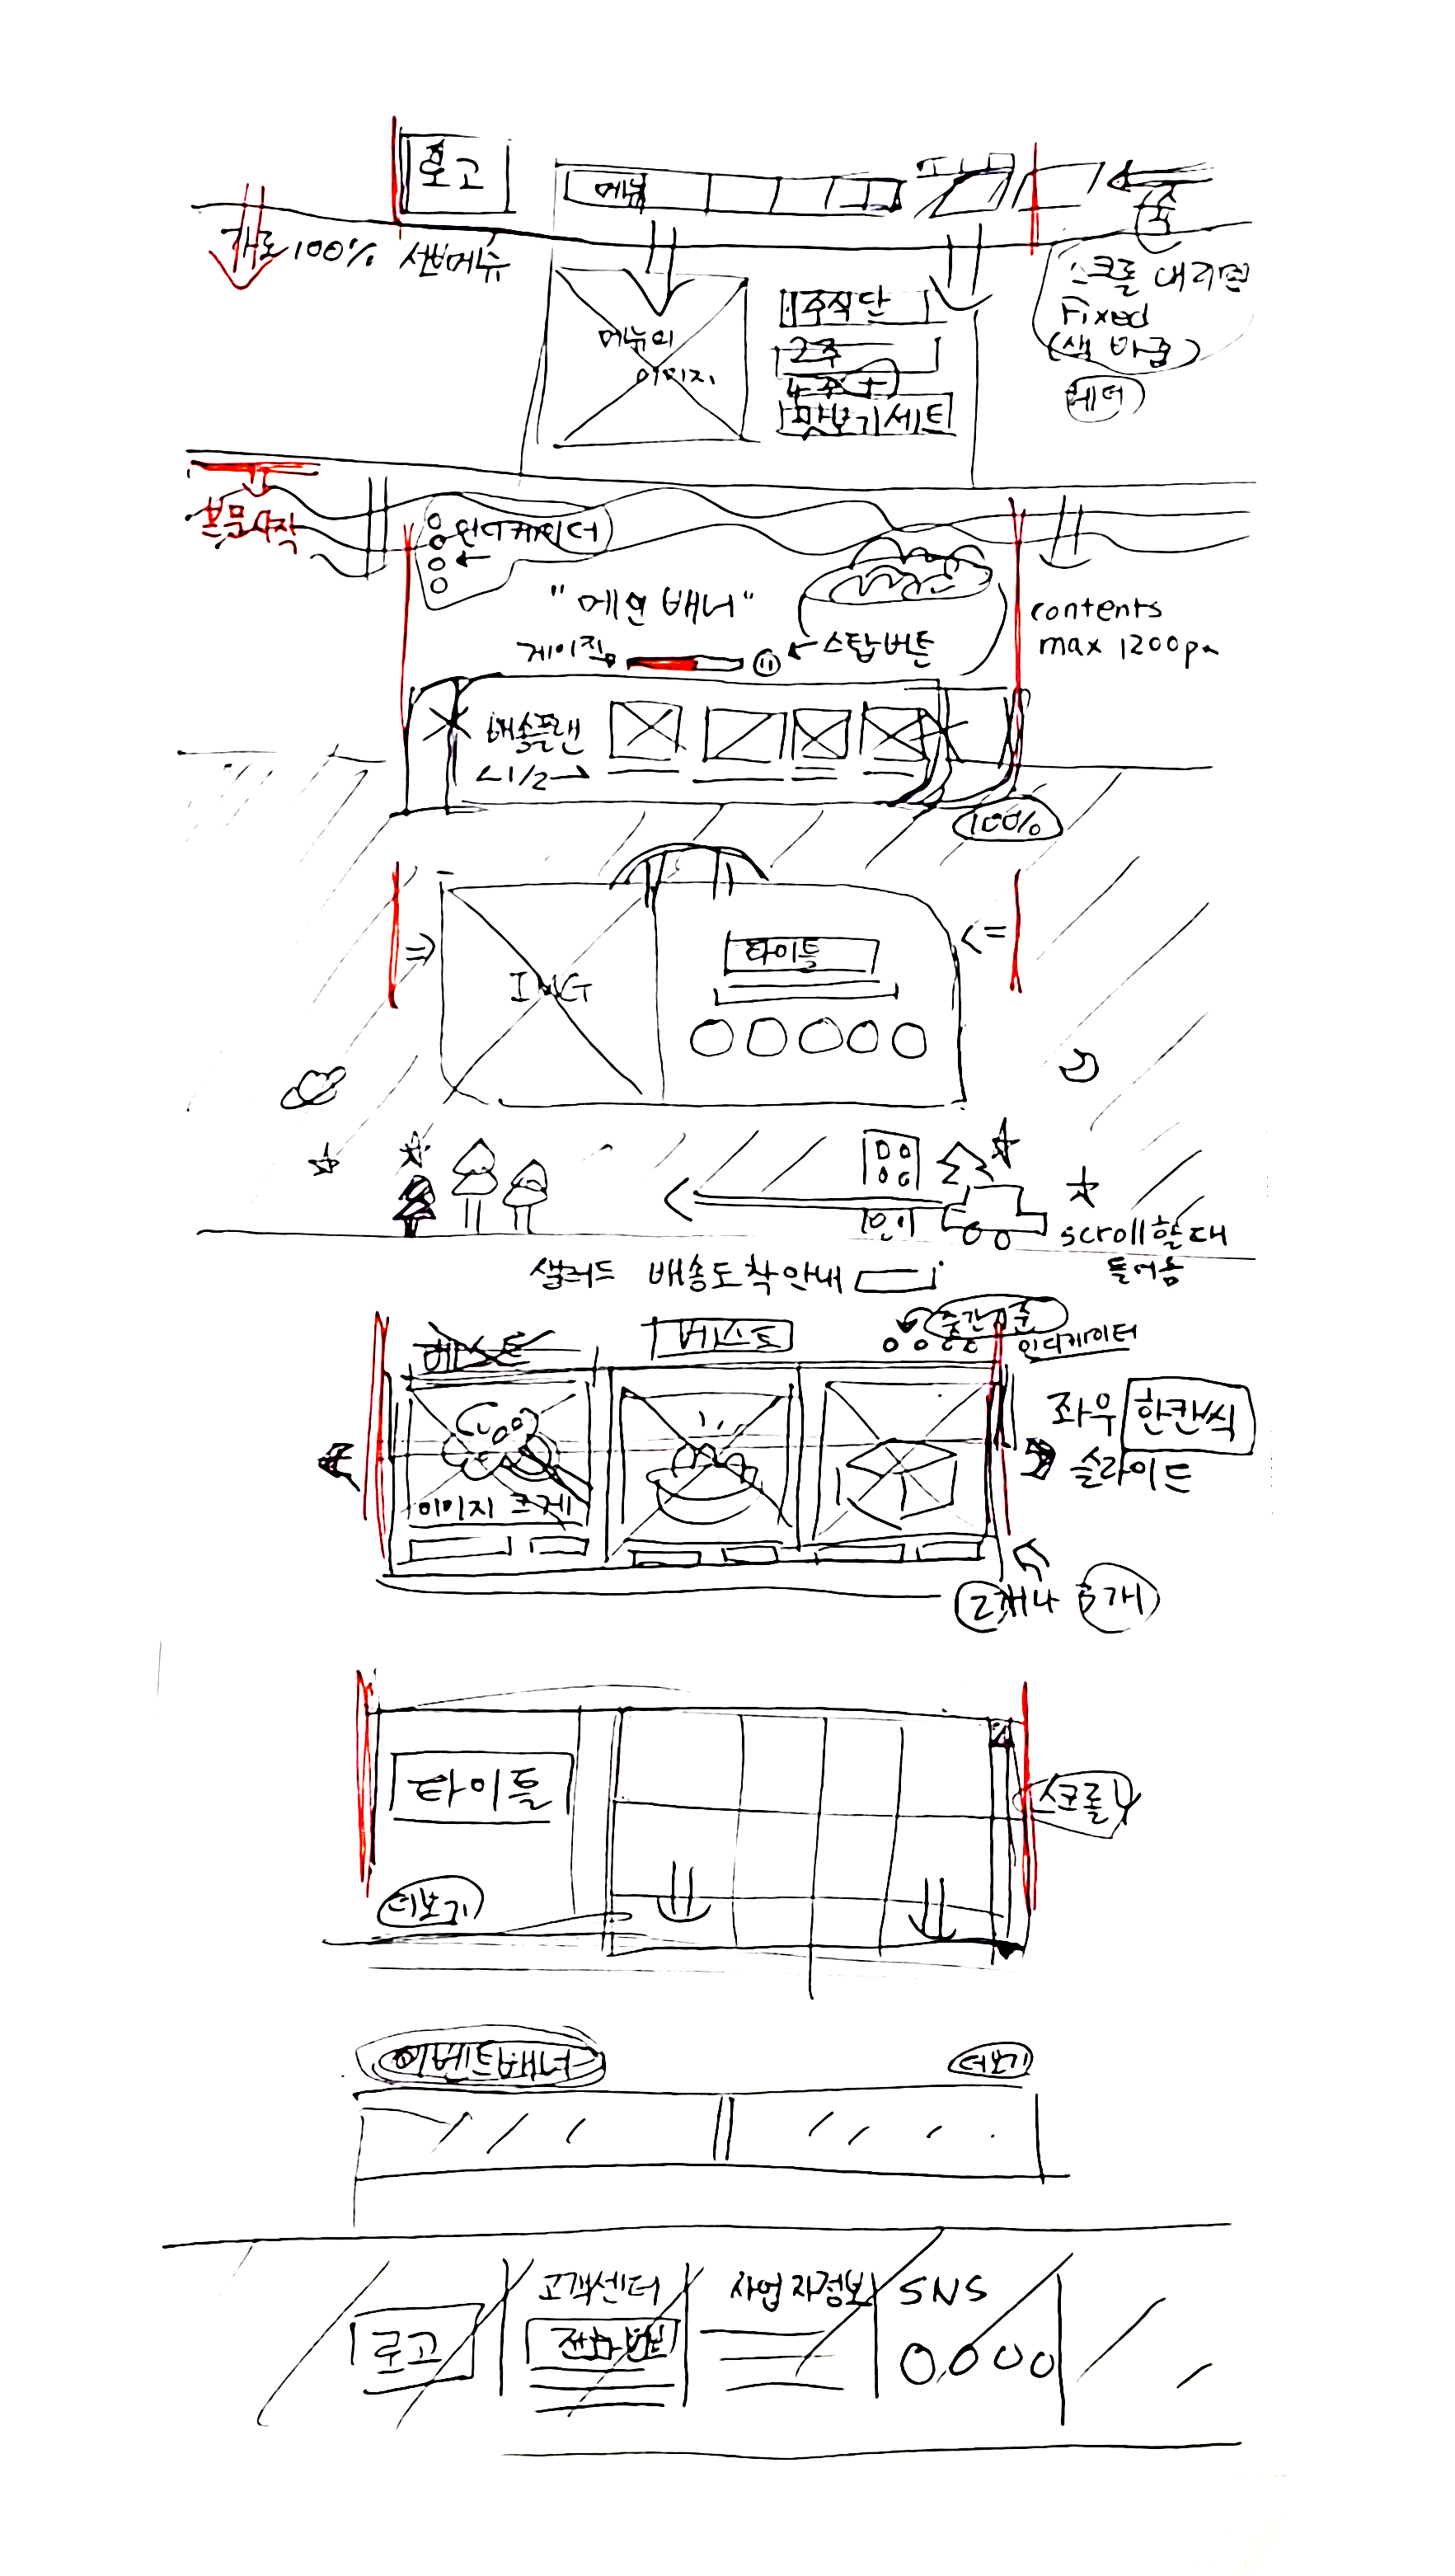 로고
메뉴
가로 100% 서브메뉴
스크롤 내리면
Fixed
(색 바뀜)
헤더
메뉴의
이미지
1주식단
2주
4주
맛보기세트
본문시작
인디케이터
"메인 배너"
게이지
스탑버튼
contents
max 1200px
배송플랜
<-1/2->
100%
IMG
타이틀
scroll할때
들어옴
샐러드 배송도착안내
베스트
베스트
중간기준
인디케이터
좌우 한칸씩
슬라이드
이미지 크게
2개나 3개
타이틀
스크롤
더보기
이벤트배너
더보기
로고
고객센터
전화번호
사업자정보
SNS